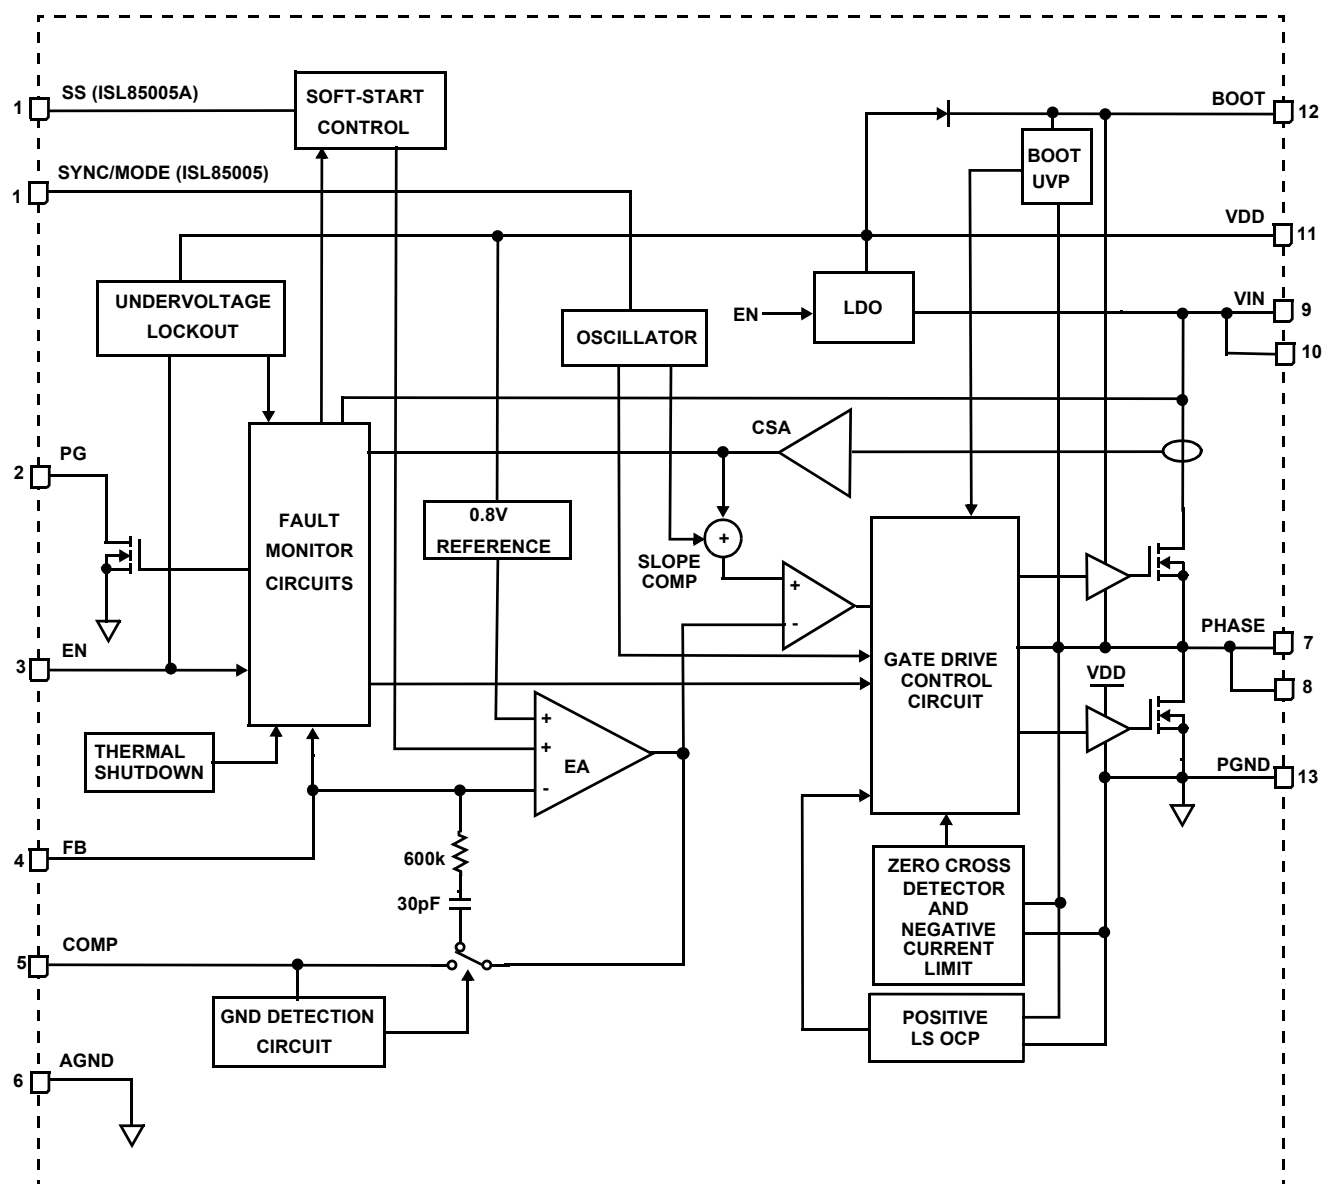 SS (ISL85005A)
1
SOFT-START
CONTROL
BOOT
12
SYNC/MODE (ISL85005)
1
BOOT
UVP
VDD
11
UNDERVOLTAGE
LOCKOUT
OSCILLATOR
EN
LDO
VIN
9
10
CSA
PG
2
FAULT
MONITOR
CIRCUITS
0.8V
REFERENCE
SLOPE
COMP
+
+
-
GATE DRIVE
CONTROL
CIRCUIT
PHASE
7
8
VDD
EN
3
THERMAL
SHUTDOWN
+
+
-
EA
PGND
13
FB
4
600k
30pF
ZERO CROSS
DETECTOR
AND
NEGATIVE
CURRENT
LIMIT
COMP
5
GND DETECTION
CIRCUIT
POSITIVE
LS OCP
AGND
6